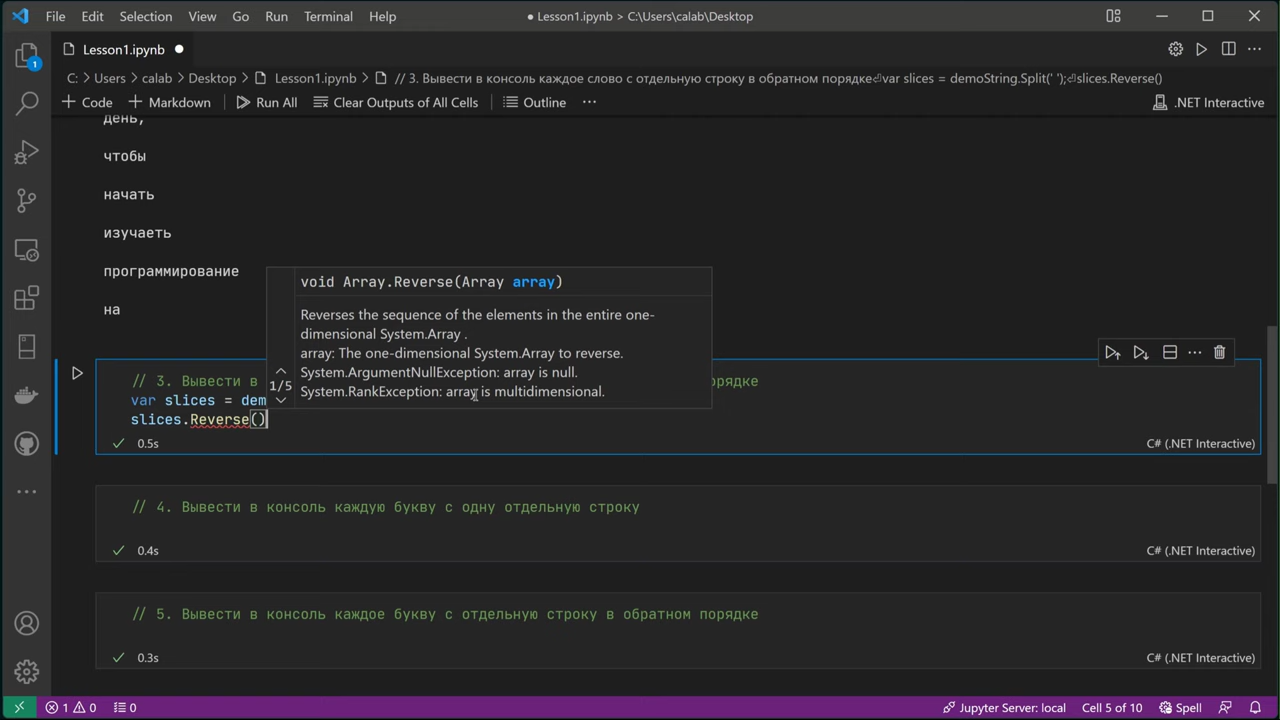 File Edit Selection View Go Run Terminal Help
● Lesson1.ipynb > C:\Users\calab\Desktop
Lesson1.ipynb ●
C: > Users > calab > Desktop > Lesson1.ipynb > // 3. Вывести в консоль каждое слово с отдельную строку в обратном порядке⏎var slices = demoString.Split(' ');⏎slices.Reverse()
+ Code + Markdown Run All Clear Outputs of All Cells Outline ··· .NET Interactive
день,
чтобы
начать
изучаеть
программирование
на
void Array.Reverse(Array array)
Reverses the sequence of the elements in the entire one-
dimensional System.Array .
array: The one-dimensional System.Array to reverse.
System.ArgumentNullException: array is null.
1/5
System.RankException: array is multidimensional.
// 3. Вывести в порядке
var slices = dem
slices.Reverse()
0.5s C# (.NET Interactive)
// 4. Вывести в консоль каждую букву с одну отдельную строку
0.4s C# (.NET Interactive)
// 5. Вывести в консоль каждое букву с отдельную строку в обратном порядке
0.3s C# (.NET Interactive)
1 0 0 Jupyter Server: local Cell 5 of 10 Spell
1